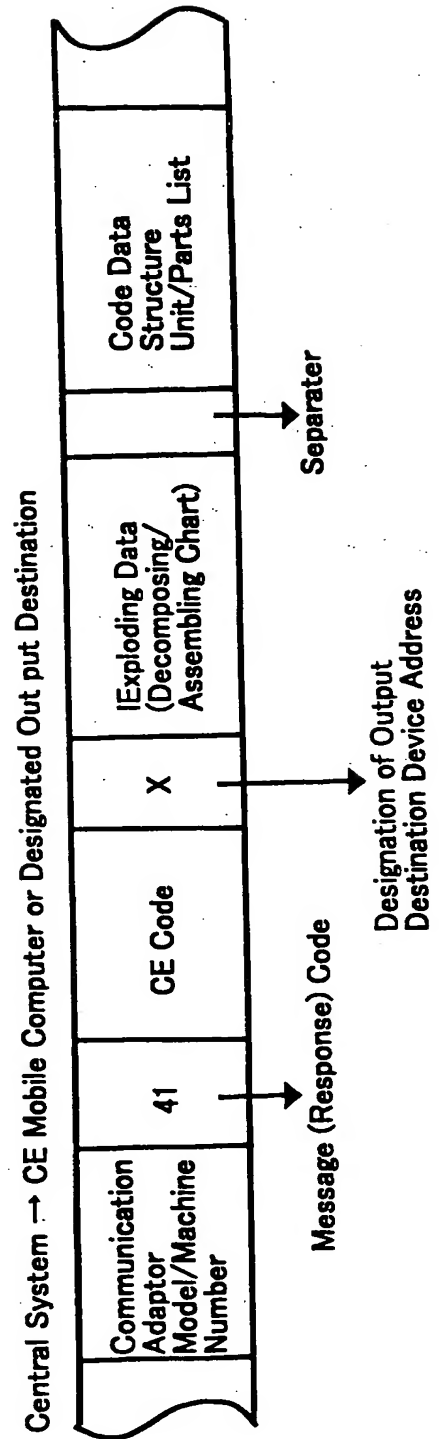 Central System → CE Mobile Computer or Designated Out put Destination
Communication
Adaptor
Model/Machine
Number
41
CE Code
X
IExploding Data
(Decomposing/
Assembling Chart)
Code Data
Structure
Unit/Parts List
Message (Response) Code
Designation of Output
Destination Device Address
Separater